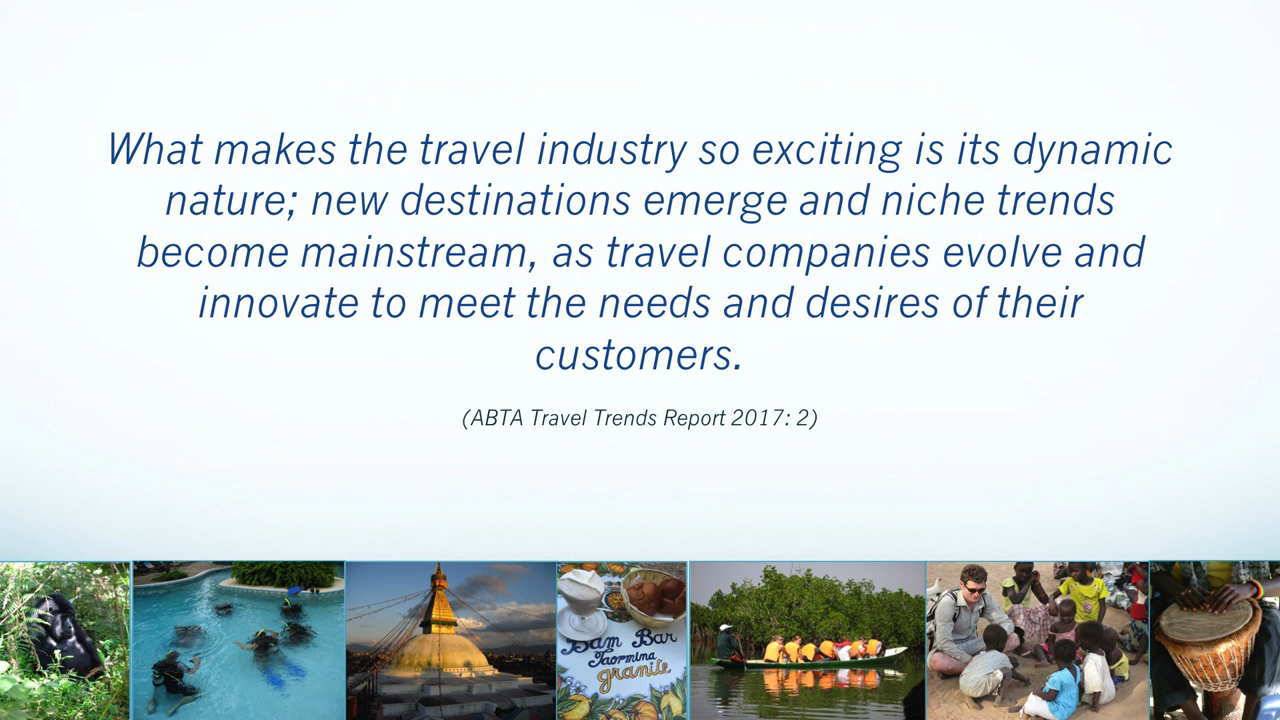 What makes the travel industry so exciting is its dynamic
nature; new destinations emerge and niche trends
become mainstream, as travel companies evolve and
innovate to meet the needs and desires of their
customers.
(ABTA Travel Trends Report 2017: 2)
Bam Bar
Taormina
granite